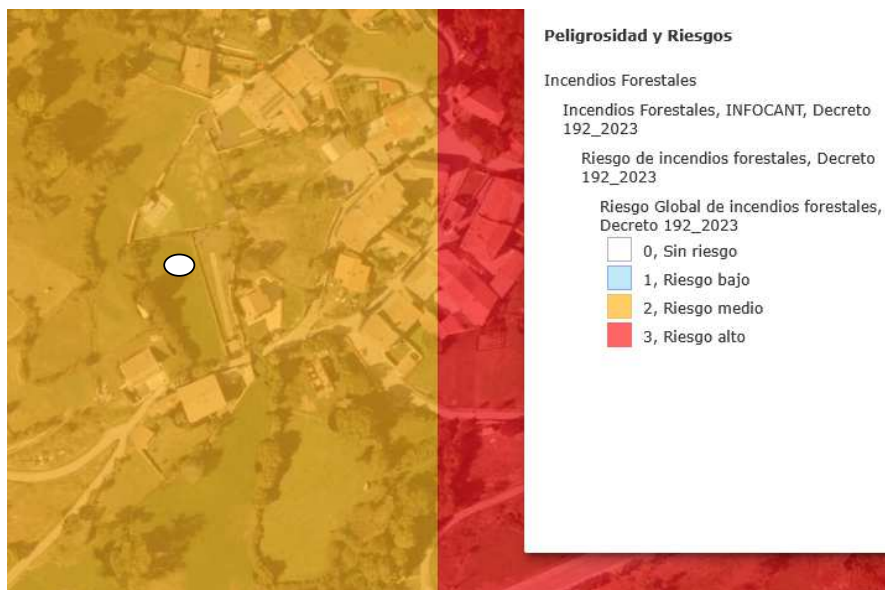 Peligrosidad y Riesgos
Incendios Forestales
Incendios Forestales, INFOCANT, Decreto
192_2023
Riesgo de incendios forestales, Decreto
192_2023
Riesgo Global de incendios forestales,
Decreto 192_2023
0, Sin riesgo
1, Riesgo bajo
2, Riesgo medio
3, Riesgo alto